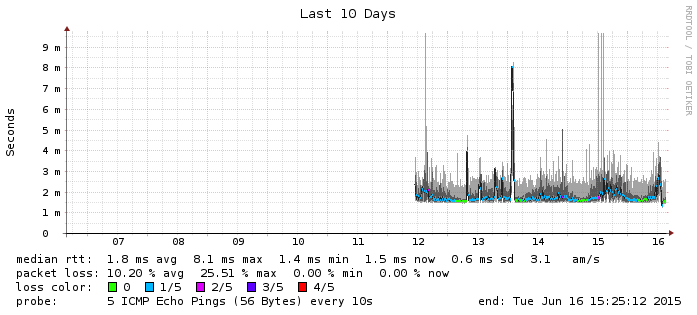 Last 10 Days
RRDTOOL / TOBI OETIKER
Seconds
9 m
8 m
7 m
6 m
5 m
4 m
3 m
2 m
1 m
0
07 08 09 10 11 12 13 14 15 16
median rtt: 1.8 ms avg 8.1 ms max 1.4 ms min 1.5 ms now 0.6 ms sd 3.1 am/s
packet loss: 10.20 % avg 25.51 % max 0.00 % min 0.00 % now
loss color: 0 1/5 2/5 3/5 4/5
probe: 5 ICMP Echo Pings (56 Bytes) every 10s end: Tue Jun 16 15:25:12 2015